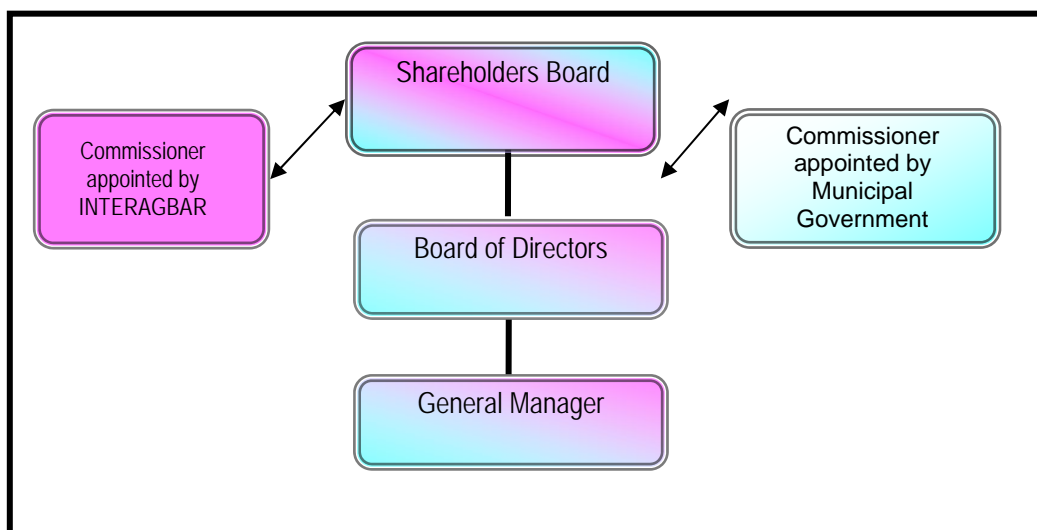 Shareholders Board
Commissioner
appointed by
INTERAGBAR
Commissioner
appointed by
Municipal
Government
Board of Directors
General Manager